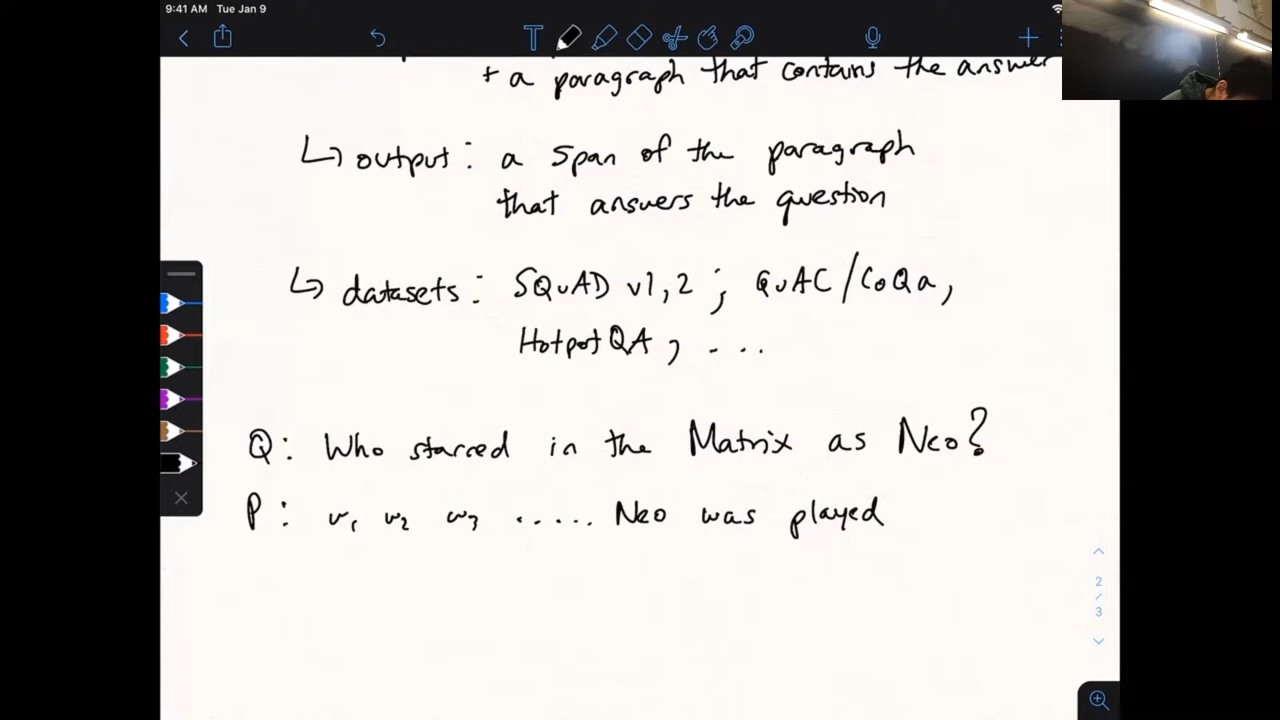 9:41 AM Tue Jan 9
+ a paragraph that contains the answer
↳ output: a span of the paragraph
that answers the question
↳ datasets: SQuAD v1,2 ; QuAC/CoQa,
HotpotQA, ....
Q: Who starred in the Matrix as Neo?
P: w1 w2 w3 ..... Neo was played
2
/
3